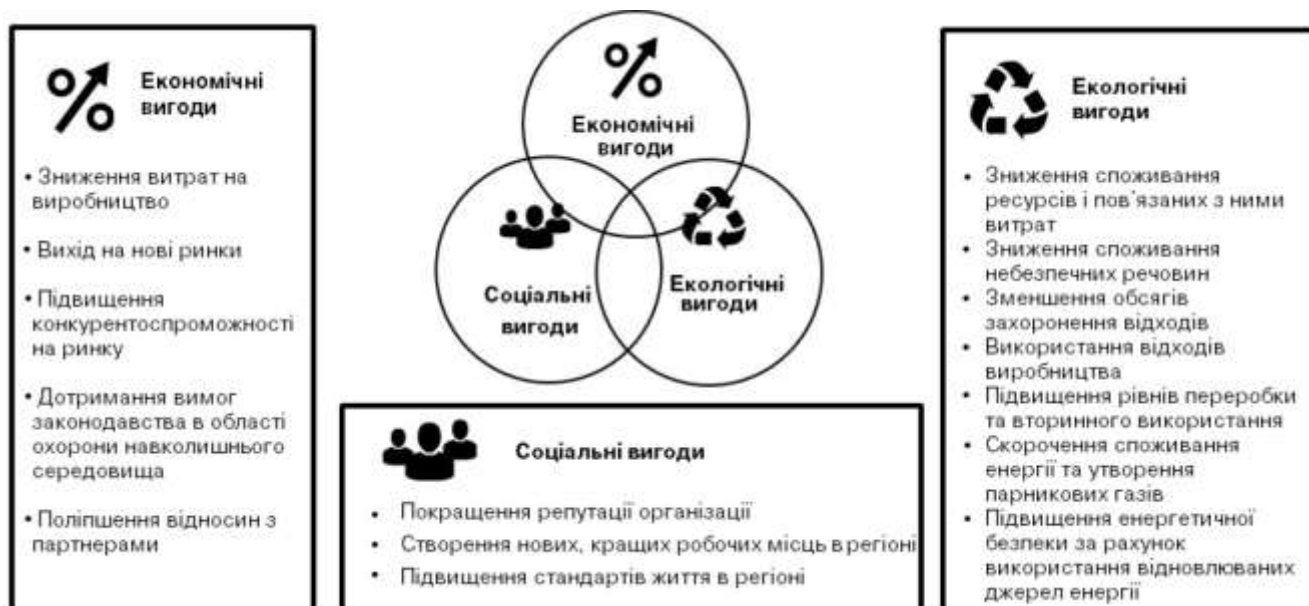 Економічні
вигоди
• Зниження витрат на
виробництво
• Вихід на нові ринки
• Підвищення
конкурентоспроможності
на ринку
• Дотримання вимог
законодавства в області
охорони навколишнього
середовища
• Поліпшення відносин з
партнерами
Економічні
вигоди
Соціальні
вигоди
Екологічні
вигоди
Соціальні вигоди
• Покращення репутації організації
• Створення нових, кращих робочих місць в регіоні
• Підвищення стандартів життя в регіоні
Екологічні
вигоди
• Зниження споживання
ресурсів і пов’язаних з ними
витрат
• Зниження споживання
небезпечних речовин
• Зменшення обсягів
захоронення відходів
• Використання відходів
виробництва
• Підвищення рівнів переробки
та вторинного використання
• Скорочення споживання
енергії та утворення
парникових газів
• Підвищення енергетичної
безпеки за рахунок
використання відновлюваних
джерел енергії